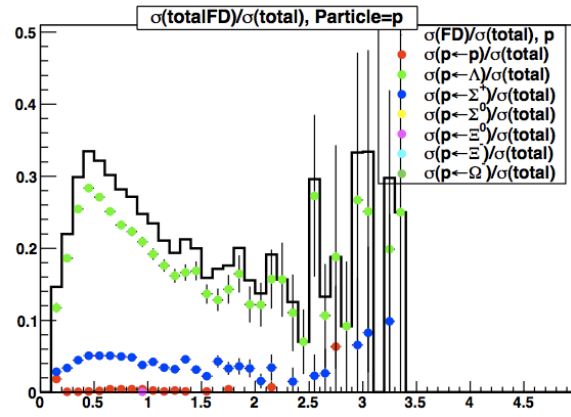 σ(totalFD)/σ(total), Particle=p
σ(FD)/σ(total), p
σ(p←p)/σ(total)
σ(p←Λ)/σ(total)
σ(p←Σ⁺)/σ(total)
σ(p←Σ⁰)/σ(total)
σ(p←Ξ⁰)/σ(total)
σ(p←Ξ⁻)/σ(total)
σ(p←Ω⁻)/σ(total)
0.5
0.4
0.3
0.2
0.1
0
0 0.5 1 1.5 2 2.5 3 3.5 4 4.5 5